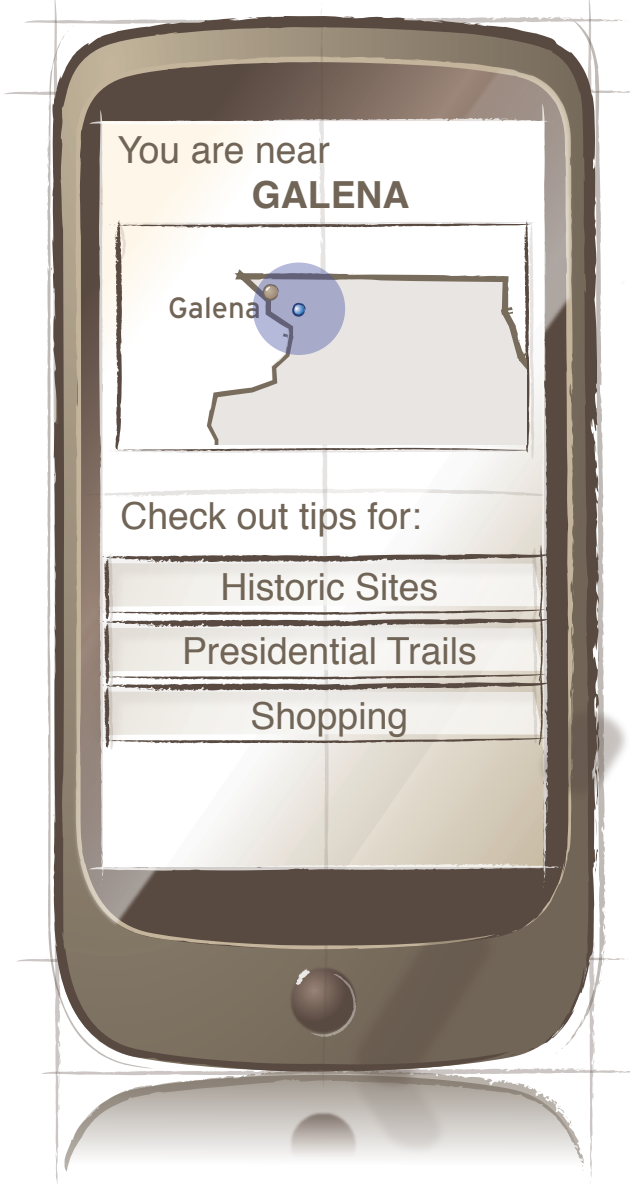 You are near
GALENA
Galena
Check out tips for:
Historic Sites
Presidential Trails
Shopping